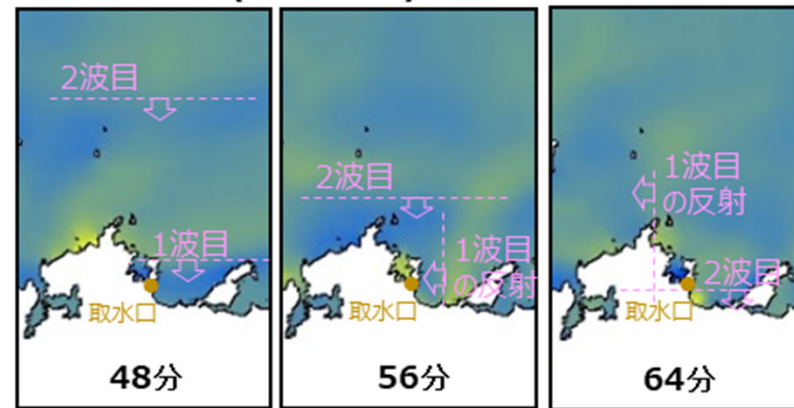 2波目
1波目
取水口
48分
2波目
1波目
の反射
取水口
56分
1波目
の反射
2波目
取水口
64分